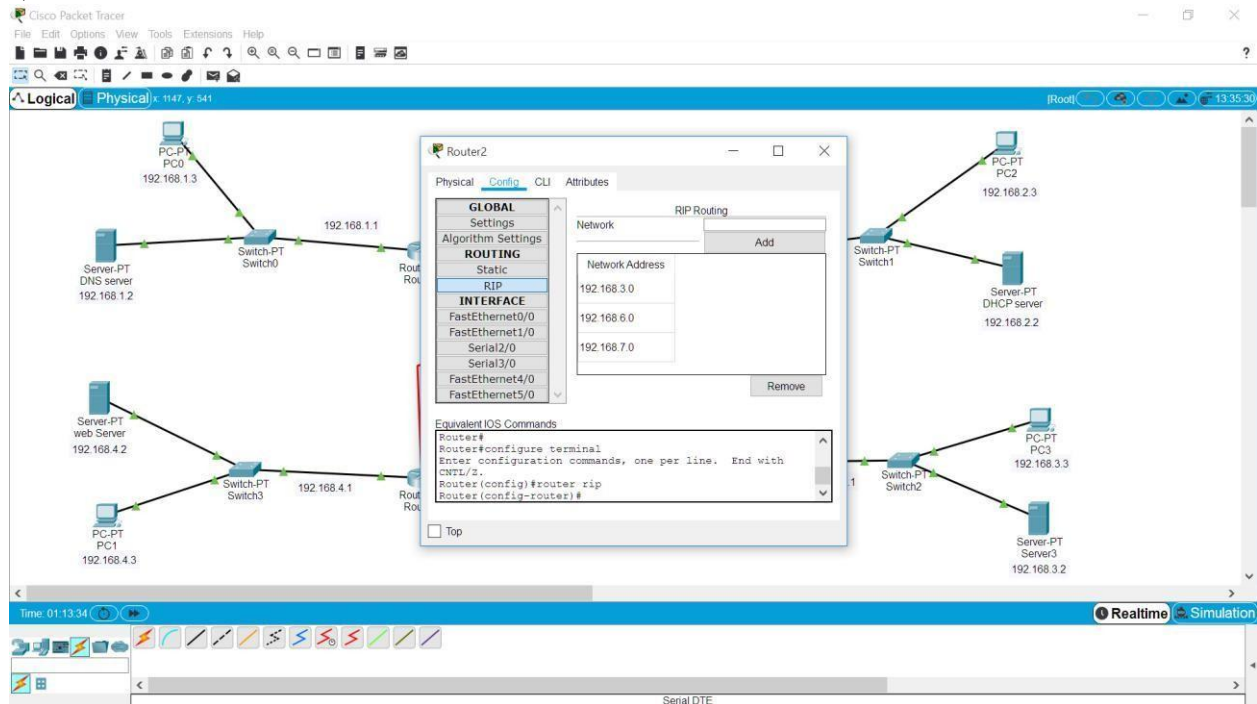 Cisco Packet Tracer
File Edit Options View Tools Extensions Help
?
Logical Physical x: 1147, y: 541 [Root] 13:35:30
PC-PT
PC0
192.168.1.3
Server-PT
DNS server
192.168.1.2
Switch-PT
Switch0
192.168.1.1
Rout
Rou
Server-PT
web Server
192.168.4.2
Switch-PT
Switch3
192.168.4.1
Rout
Rou
PC-PT
PC1
192.168.4.3
Router2
Physical Config CLI Attributes
GLOBAL
Settings
Algorithm Settings
ROUTING
Static
RIP
INTERFACE
FastEthernet0/0
FastEthernet1/0
Serial2/0
Serial3/0
FastEthernet4/0
FastEthernet5/0
RIP Routing
Network
Add
Network Address
192.168.3.0
192.168.6.0
192.168.7.0
Remove
Equivalent IOS Commands
Router#
Router#configure terminal
Enter configuration commands, one per line. End with
CNTL/Z.
Router(config)#router rip
Router(config-router)#
Top
PC-PT
PC2
192.168.2.3
Switch-PT
Switch1
Server-PT
DHCP server
192.168.2.2
PC-PT
PC3
192.168.3.3
.1
Switch-PT
Switch2
Server-PT
Server3
192.168.3.2
Time: 01:13:34
Realtime Simulation
Serial DTE